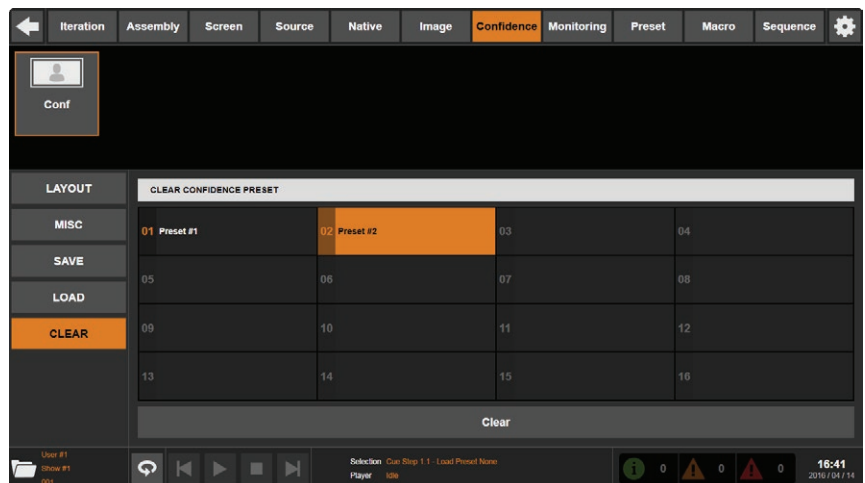 Iteration Assembly Screen Source Native Image Confidence Monitoring Preset Macro Sequence
Conf
LAYOUT
MISC
SAVE
LOAD
CLEAR
CLEAR CONFIDENCE PRESET
01 Preset #1 02 Preset #2 03 04
05 06 07 08
09 10 11 12
13 14 15 16
Clear
User #1
Show #1
001
Selection Cue Step 1.1 - Load Preset None
Player Idle
0 0 0
16:41
2016 / 04 / 14